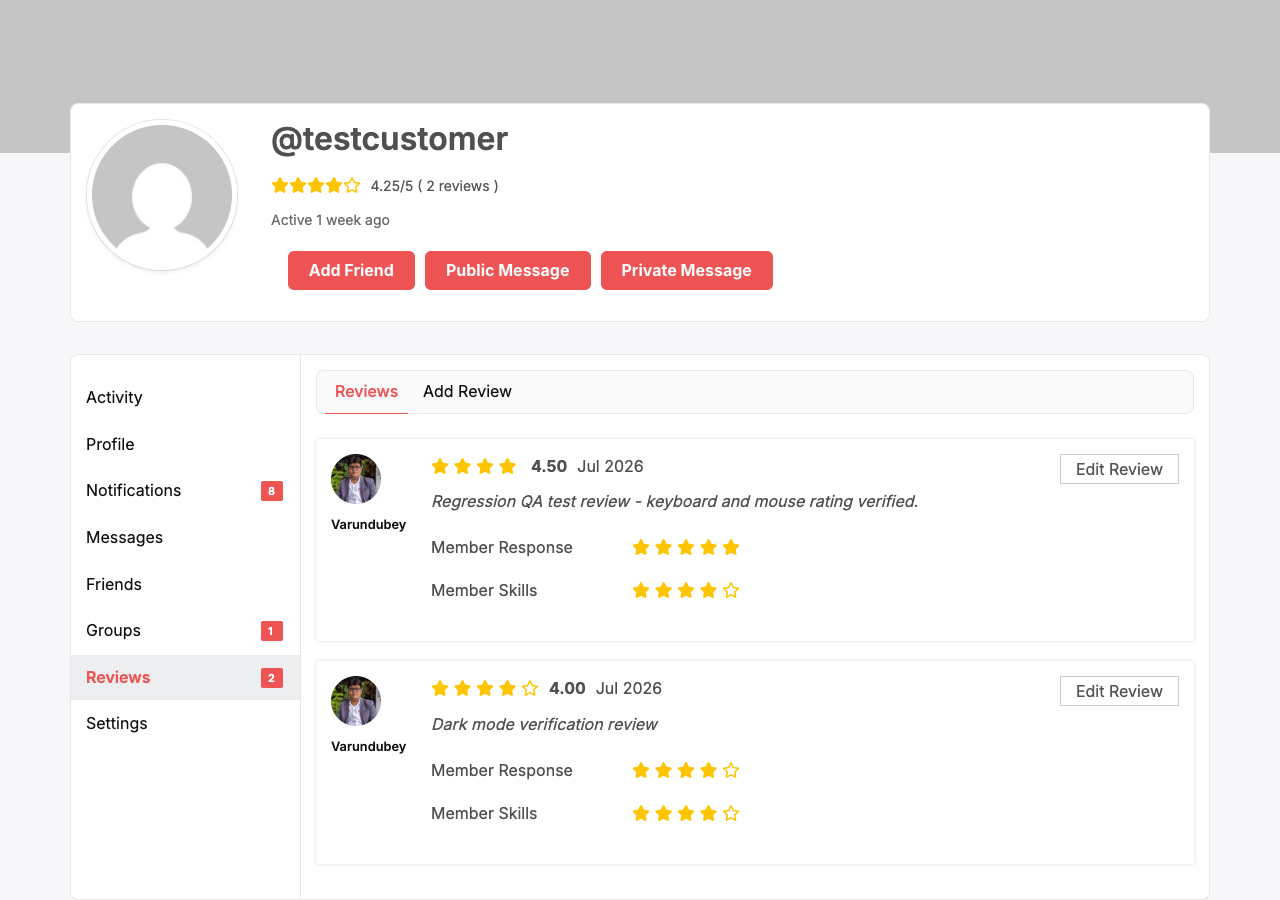 @testcustomer
4.25/5 ( 2 reviews )
Active 1 week ago
Add Friend
Public Message
Private Message
Activity
Profile
Notifications 8
Messages
Friends
Groups 1
Reviews 2
Settings
Reviews
Add Review
4.50 Jul 2026
Edit Review
Regression QA test review - keyboard and mouse rating verified.
Varundubey
Member Response
Member Skills
4.00 Jul 2026
Edit Review
Dark mode verification review
Varundubey
Member Response
Member Skills